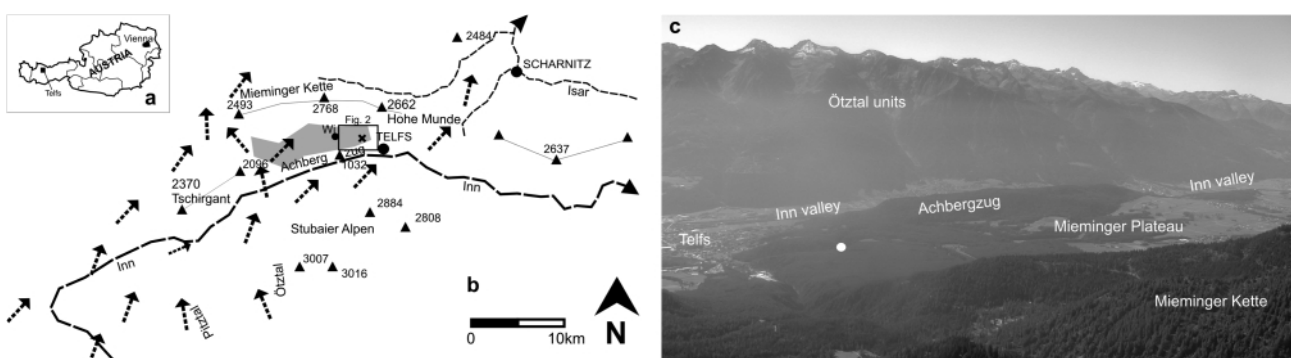 Vienna
AUSTRIA
Telfs
a
2484
SCHARNITZ
Isar
Mieminger Kette
2493
2768
2662
Hohe Munde
Fig. 2
Wi
TELFS
2096
Achberg
zug
1032
2637
2370
Tschirgant
Inn
2884
2808
Stubaier Alpen
Inn
3007
3016
Ötztal
Pitztal
b
0
10km
N
c
Ötztal units
Inn valley
Achbergzug
Inn valley
Telfs
Mieminger Plateau
Mieminger Kette